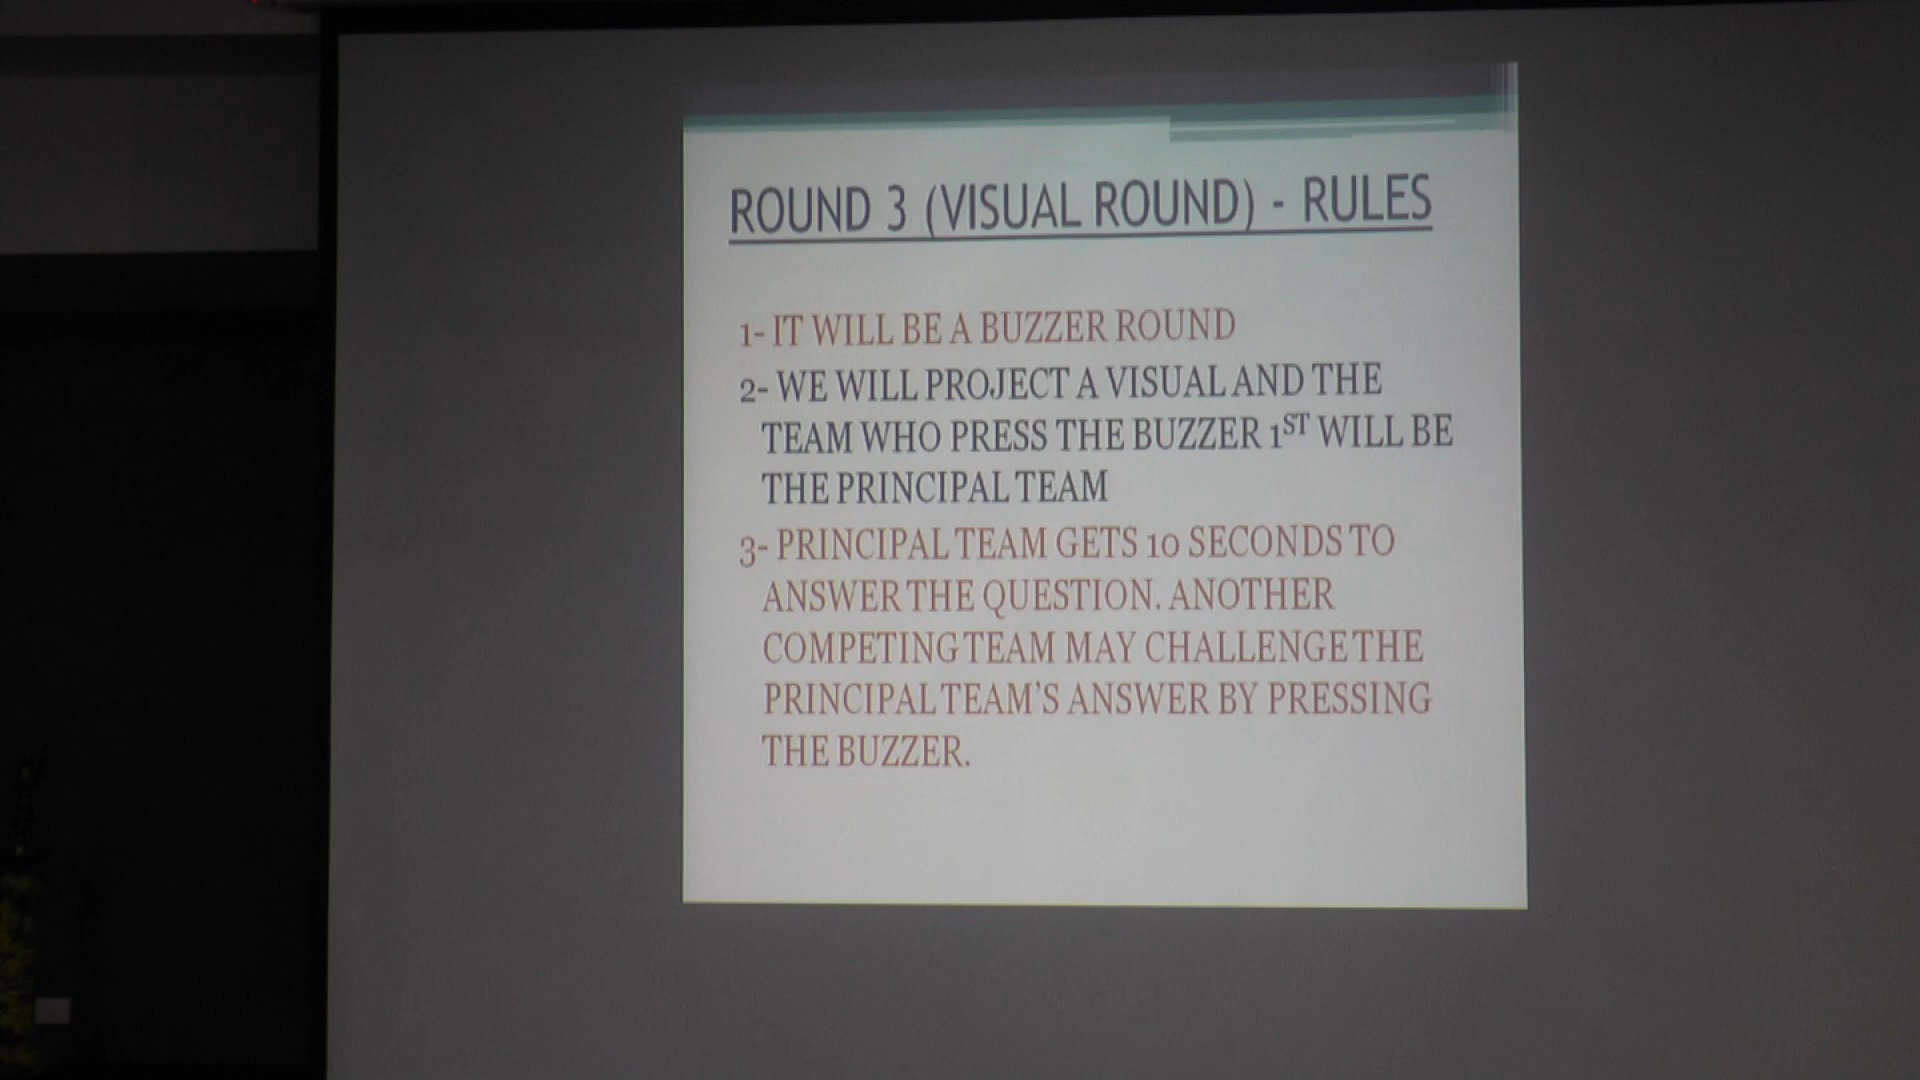 ROUND 3 (VISUAL ROUND) - RULES
1- IT WILL BE A BUZZER ROUND
2- WE WILL PROJECT A VISUAL AND THE
TEAM WHO PRESS THE BUZZER 1ST WILL BE
THE PRINCIPAL TEAM
3- PRINCIPAL TEAM GETS 10 SECONDS TO
ANSWER THE QUESTION. ANOTHER
COMPETING TEAM MAY CHALLENGE THE
PRINCIPAL TEAM'S ANSWER BY PRESSING
THE BUZZER.